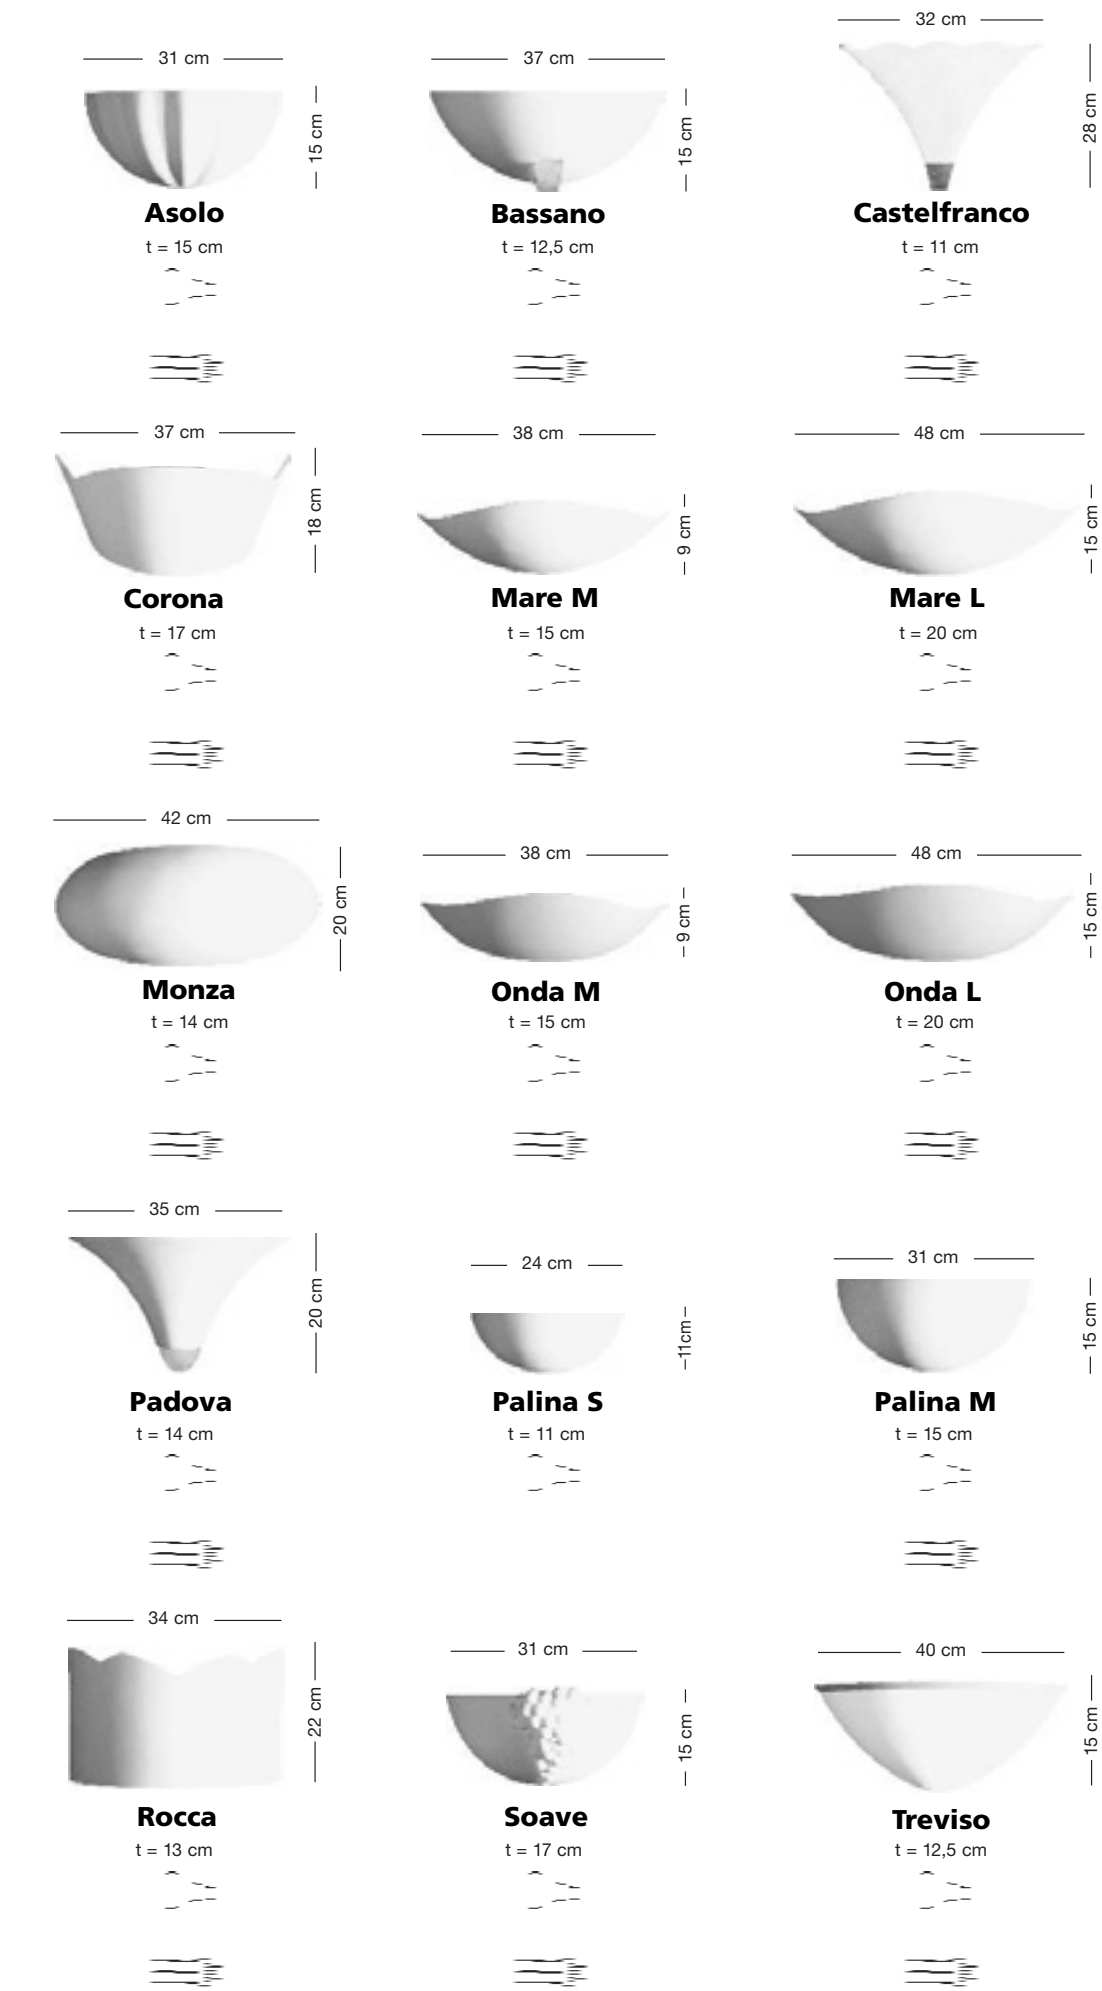 31 cm
15 cm
Asolo
t = 15 cm
37 cm
15 cm
Bassano
t = 12,5 cm
32 cm
28 cm
Castelfranco
t = 11 cm
37 cm
18 cm
Corona
t = 17 cm
38 cm
9 cm
Mare M
t = 15 cm
48 cm
15 cm
Mare L
t = 20 cm
42 cm
20 cm
Monza
t = 14 cm
38 cm
9 cm
Onda M
t = 15 cm
48 cm
15 cm
Onda L
t = 20 cm
35 cm
20 cm
Padova
t = 14 cm
24 cm
11cm
Palina S
t = 11 cm
31 cm
15 cm
Palina M
t = 15 cm
34 cm
22 cm
Rocca
t = 13 cm
31 cm
15 cm
Soave
t = 17 cm
40 cm
15 cm
Treviso
t = 12,5 cm